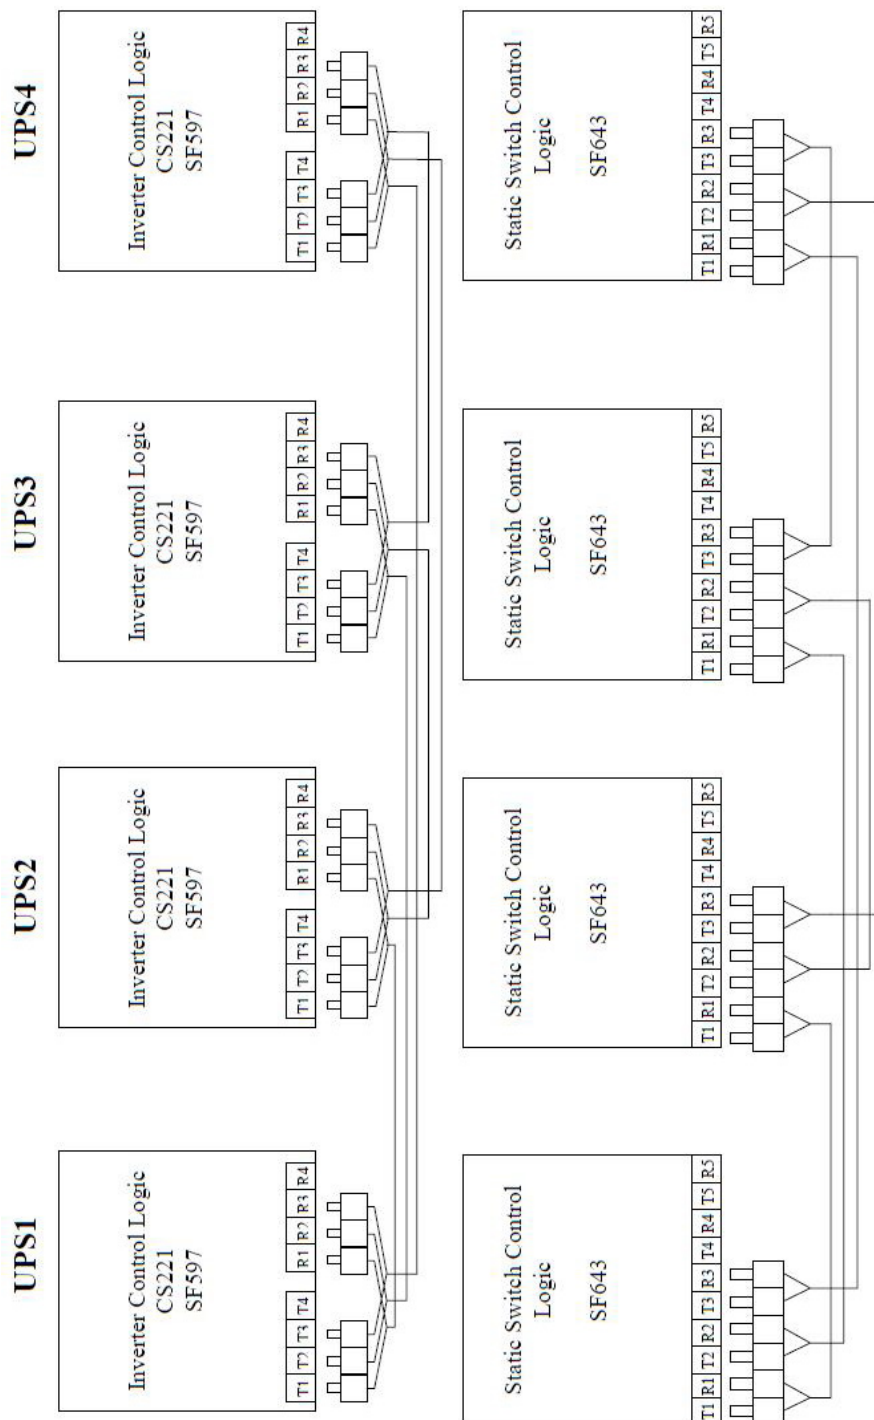 UPS1
UPS2
UPS3
UPS4
Inverter Control Logic
CS221
SF597
T1 T2 T3 T4 R1 R2 R3 R4
Inverter Control Logic
CS221
SF597
T1 T2 T3 T4 R1 R2 R3 R4
Inverter Control Logic
CS221
SF597
T1 T2 T3 T4 R1 R2 R3 R4
Inverter Control Logic
CS221
SF597
T1 T2 T3 T4 R1 R2 R3 R4
Static Switch Control
Logic
SF643
T1 R1 T2 R2 T3 R3 T4 R4 T5 R5
Static Switch Control
Logic
SF643
T1 R1 T2 R2 T3 R3 T4 R4 T5 R5
Static Switch Control
Logic
SF643
T1 R1 T2 R2 T3 R3 T4 R4 T5 R5
Static Switch Control
Logic
SF643
T1 R1 T2 R2 T3 R3 T4 R4 T5 R5